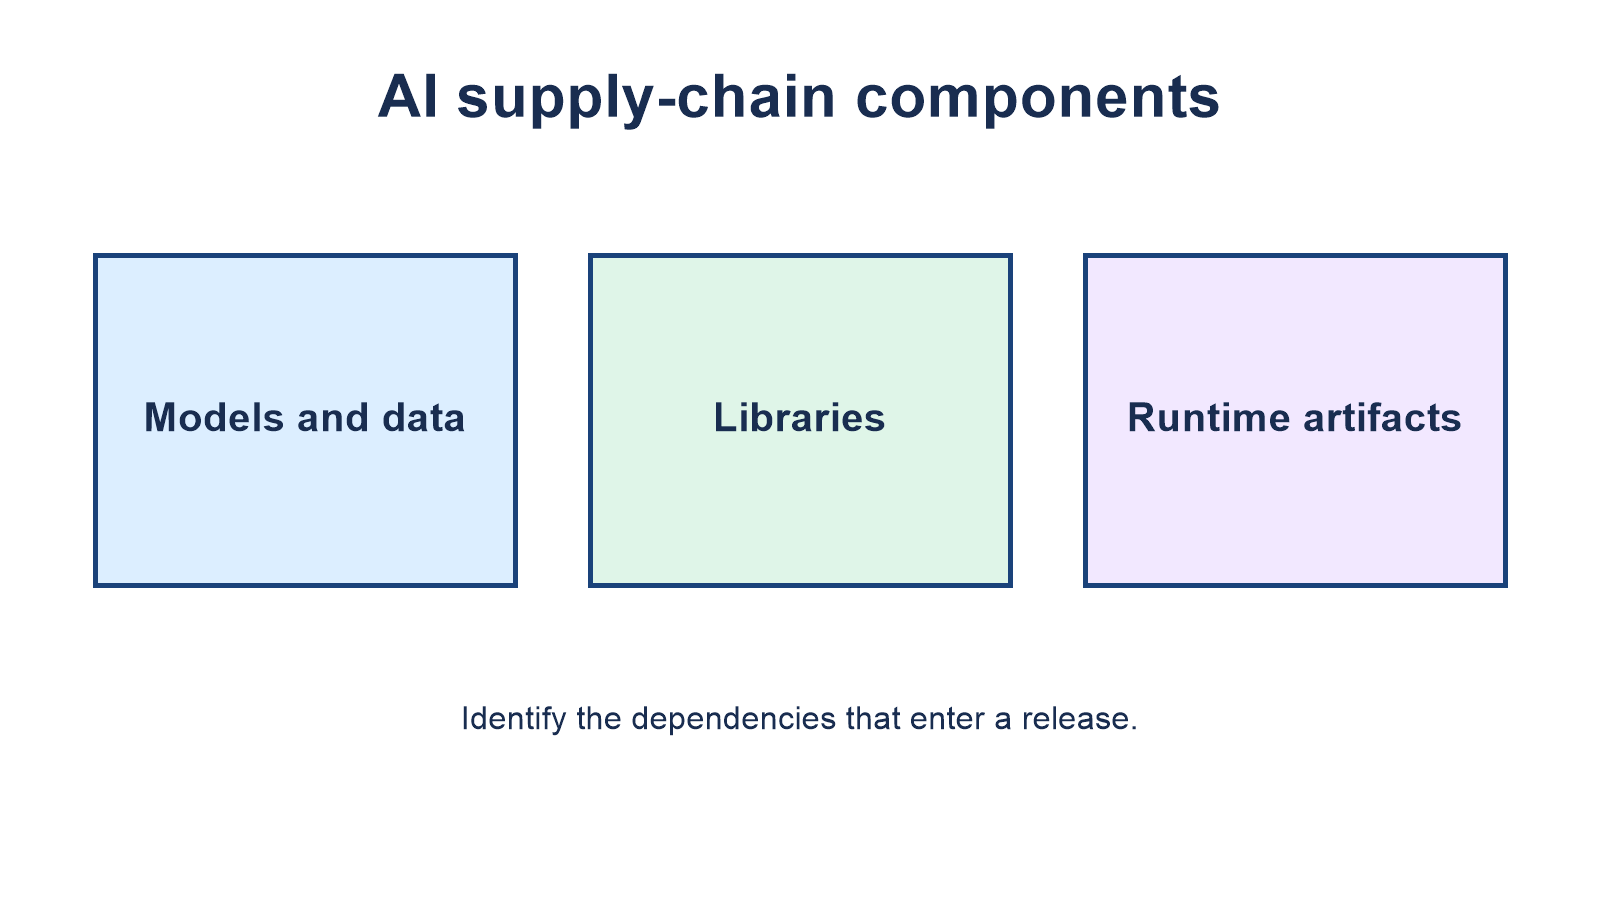 AI supply-chain components
Models and data
Libraries
Runtime artifacts
Identify the dependencies that enter a release.